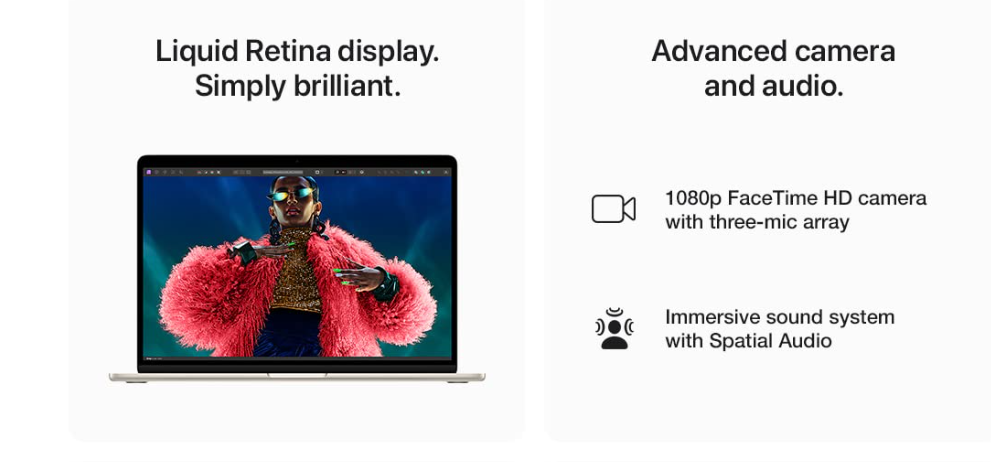 Liquid Retina display.
Simply brilliant.
Advanced camera
and audio.
1080p FaceTime HD camera
with three-mic array
Immersive sound system
with Spatial Audio